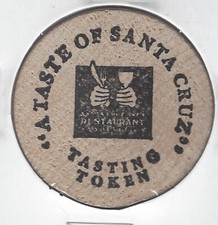 "A TASTE OF SANTA CRUZ"
RESTAURANT
TASTING
TOKEN